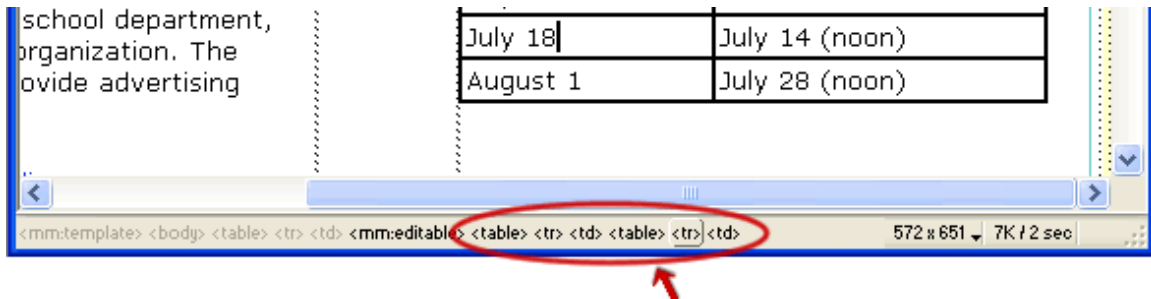 school department,
organization. The
ovide advertising
July 18 July 14 (noon)
August 1 July 28 (noon)
<mm:template> <body> <table> <tr> <td> <mm:editable> <table> <tr> <td> <table> <tr> <td> 572 x 651 7K / 2 sec